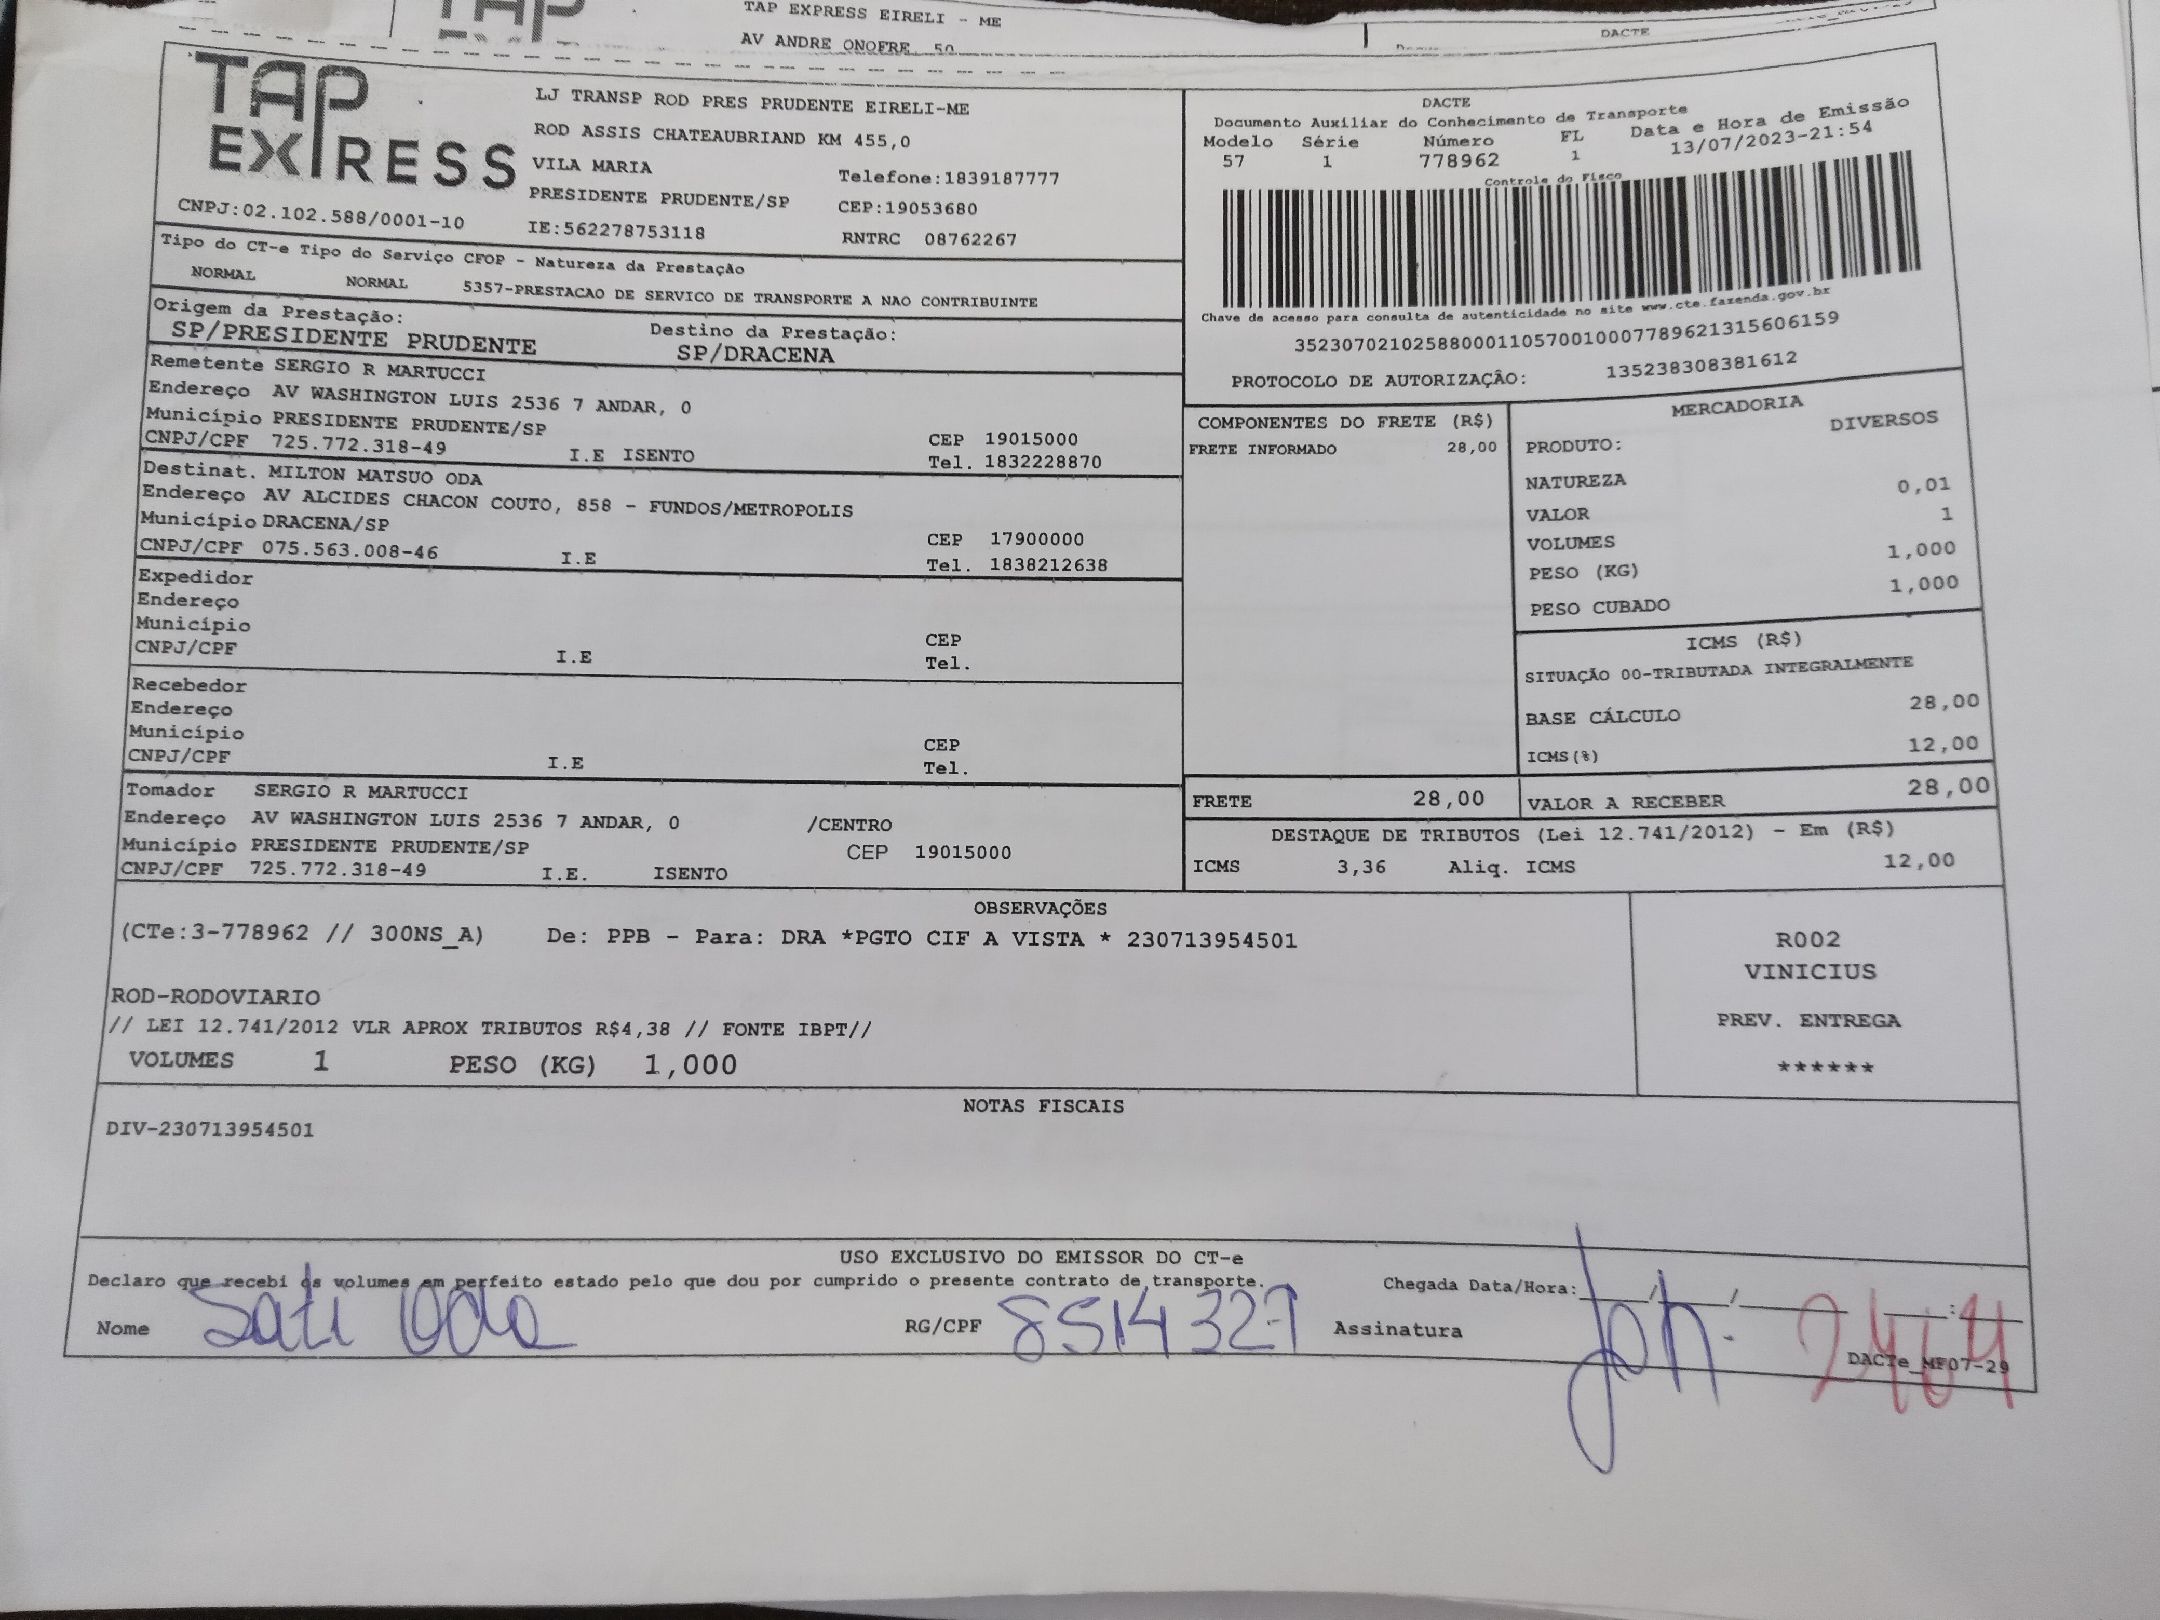 TAP EXPRESS EIRELI - ME
AV ANDRE ONOFRE 50
DACTE
TAP EXPRESS
LJ TRANSP ROD PRES PRUDENTE EIRELI-ME
ROD ASSIS CHATEAUBRIAND KM 455,0
VILA MARIA Telefone:1839187777
PRESIDENTE PRUDENTE/SP CEP:19053680
CNPJ:02.102.588/0001-10 IE:562278753118 RNTRC 08762267
DACTE
Documento Auxiliar do Conhecimento de Transporte
Modelo Série Número FL Data e Hora de Emissão
57 1 778962 1 13/07/2023-21:54
Controle do Fisco
Chave de acesso para consulta de autenticidade no site www.cte.fazenda.gov.br
35230702102588000110570010007789621315606159
PROTOCOLO DE AUTORIZAÇÃO: 135238308381612
Tipo do CT-e Tipo do Serviço CFOP - Natureza da Prestação
NORMAL NORMAL 5357-PRESTACAO DE SERVICO DE TRANSPORTE A NAO CONTRIBUINTE
Origem da Prestação: Destino da Prestação:
SP/PRESIDENTE PRUDENTE SP/DRACENA
Remetente SERGIO R MARTUCCI
Endereço AV WASHINGTON LUIS 2536 7 ANDAR, 0
Município PRESIDENTE PRUDENTE/SP CEP 19015000
CNPJ/CPF 725.772.318-49 I.E ISENTO Tel. 1832228870
Destinat. MILTON MATSUO ODA
Endereço AV ALCIDES CHACON COUTO, 858 - FUNDOS/METROPOLIS
Município DRACENA/SP CEP 17900000
CNPJ/CPF 075.563.008-46 I.E Tel. 1838212638
Expedidor
Endereço
Município CEP
CNPJ/CPF I.E Tel.
Recebedor
Endereço
Município CEP
CNPJ/CPF I.E Tel.
Tomador SERGIO R MARTUCCI
Endereço AV WASHINGTON LUIS 2536 7 ANDAR, 0 /CENTRO
Município PRESIDENTE PRUDENTE/SP CEP 19015000
CNPJ/CPF 725.772.318-49 I.E. ISENTO
COMPONENTES DO FRETE (R$)
FRETE INFORMADO 28,00
MERCADORIA
PRODUTO: DIVERSOS
NATUREZA
VALOR 0,01
VOLUMES 1
PESO (KG) 1,000
PESO CUBADO 1,000
ICMS (R$)
SITUAÇÃO 00-TRIBUTADA INTEGRALMENTE
BASE CÁLCULO 28,00
ICMS(%) 12,00
FRETE 28,00 VALOR A RECEBER 28,00
DESTAQUE DE TRIBUTOS (Lei 12.741/2012) - Em (R$)
ICMS 3,36 Aliq. ICMS 12,00
OBSERVAÇÕES
(CTe:3-778962 // 300NS_A) De: PPB - Para: DRA *PGTO CIF A VISTA * 230713954501
ROD-RODOVIARIO
// LEI 12.741/2012 VLR APROX TRIBUTOS R$4,38 // FONTE IBPT//
VOLUMES 1 PESO (KG) 1,000
R002
VINICIUS
PREV. ENTREGA
******
NOTAS FISCAIS
DIV-230713954501
USO EXCLUSIVO DO EMISSOR DO CT-e
Declaro que recebi os volumes em perfeito estado pelo que dou por cumprido o presente contrato de transporte. Chegada Data/Hora:___/___/___ ___:___
Nome Sati Oda RG/CPF 8514327-1 Assinatura
DACTe_MF07-29